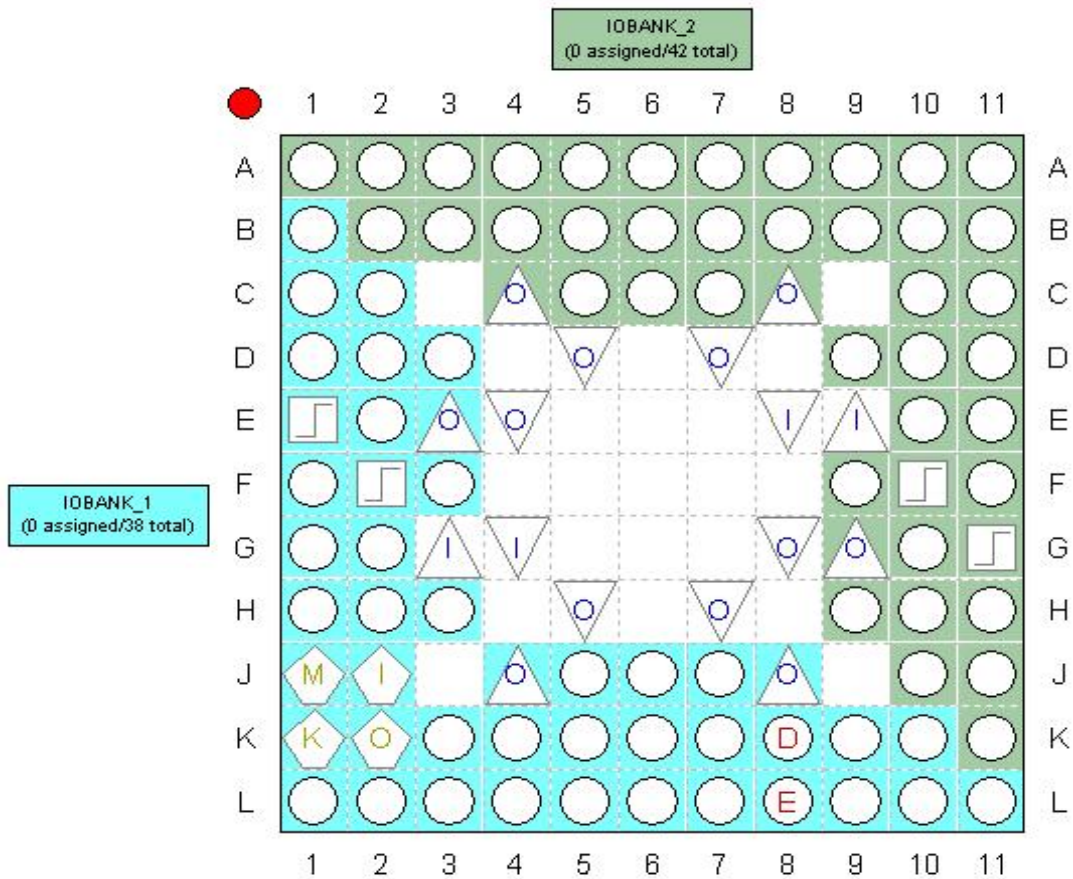 IOBANK_2
(0 assigned/42 total)
1 2 3 4 5 6 7 8 9 10 11
A A
B B
C O O C
D O O D
E O O I I E
F F
IOBANK_1
(0 assigned/38 total)
G I I O O G
H O O H
J M I O O J
K K O D K
L E L
1 2 3 4 5 6 7 8 9 10 11